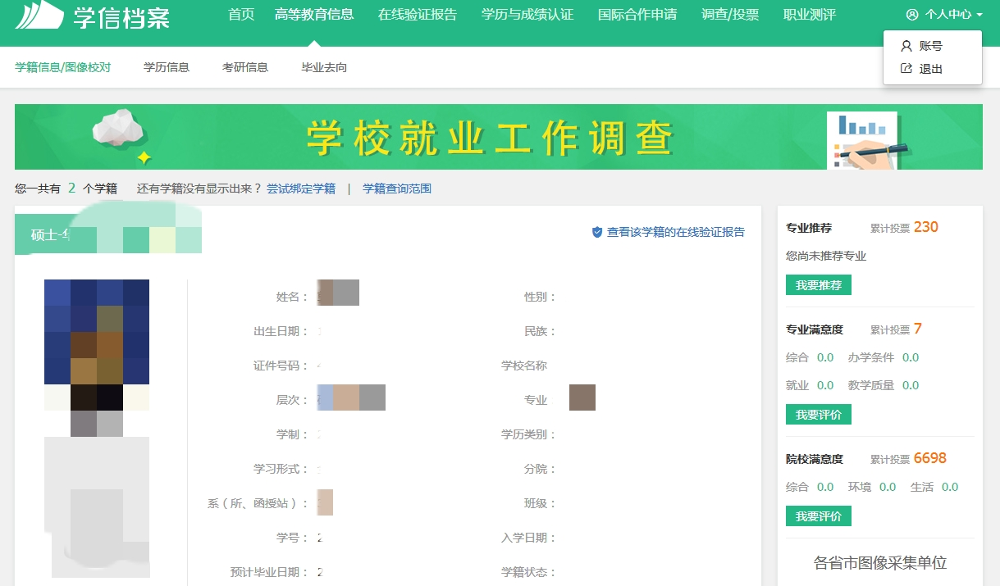 学信档案 首页 高等教育信息 在线验证报告 学历与成绩认证 国际合作申请 调查/投票 职业测评 个人中心
账号
退出
学籍信息/图像校对 学历信息 考研信息 毕业去向
学校就业工作调查
您一共有 2 个学籍 还有学籍没有显示出来？ 尝试绑定学籍 | 学籍查询范围
硕士-
查看该学籍的在线验证报告
姓名： 性别：
出生日期： 民族：
证件号码： 学校名称
层次： 专业
学制： 学历类别：
学习形式： 分院：
系（所、函授站）： 班级：
学号： 2 入学日期：
预计毕业日期： 2 学籍状态：
专业推荐 累计投票 230
您尚未推荐专业
我要推荐
专业满意度 累计投票 7
综合 0.0 办学条件 0.0
就业 0.0 教学质量 0.0
我要评价
院校满意度 累计投票 6698
综合 0.0 环境 0.0 生活 0.0
我要评价
各省市图像采集单位